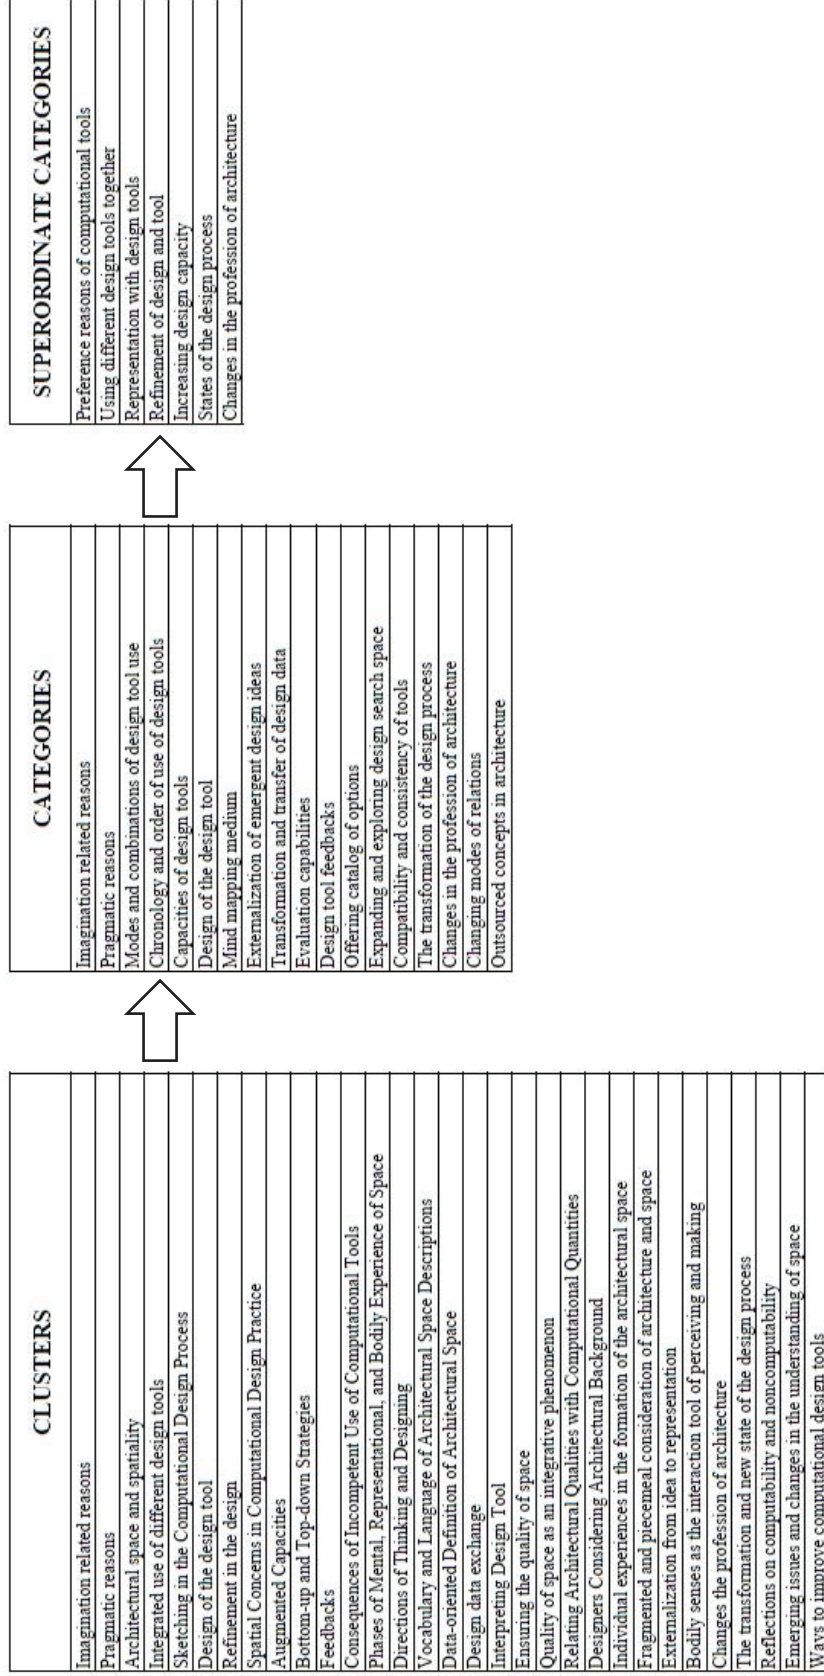 CLUSTERS
Imagination related reasons
Pragmatic reasons
Architectural space and spatiality
Integrated use of different design tools
Sketching in the Computational Design Process
Design of the design tool
Refinement in the design
Spatial Concerns in Computational Design Practice
Augmented Capacities
Bottom-up and Top-down Strategies
Feedbacks
Consequences of Incompetent Use of Computational Tools
Phases of Mental, Representational, and Bodily Experience of Space
Directions of Thinking and Designing
Vocabulary and Language of Architectural Space Descriptions
Data-oriented Definition of Architectural Space
Design data exchange
Interpreting Design Tool
Ensuring the quality of space
Quality of space as an integrative phenomenon
Relating Architectural Qualities with Computational Quantities
Designers Considering Architectural Background
Individual experiences in the formation of the architectural space
Fragmented and piecemeal consideration of architecture and space
Externalization from idea to representation
Bodily senses as the interaction tool of perceiving and making
Changes the profession of architecture
The transformation and new state of the design process
Reflections on computability and noncomputability
Emerging issues and changes in the understanding of space
Ways to improve computational design tools
CATEGORIES
Imagination related reasons
Pragmatic reasons
Modes and combinations of design tool use
Chronology and order of use of design tools
Capacities of design tools
Design of the design tool
Mind mapping medium
Externalization of emergent design ideas
Transformation and transfer of design data
Evaluation capabilities
Design tool feedbacks
Offering catalog of options
Expanding and exploring design search space
Compatibility and consistency of tools
The transformation of the design process
Changes in the profession of architecture
Changing modes of relations
Outsourced concepts in architecture
SUPERORDINATE CATEGORIES
Preference reasons of computational tools
Using different design tools together
Representation with design tools
Refinement of design and tool
Increasing design capacity
States of the design process
Changes in the profession of architecture